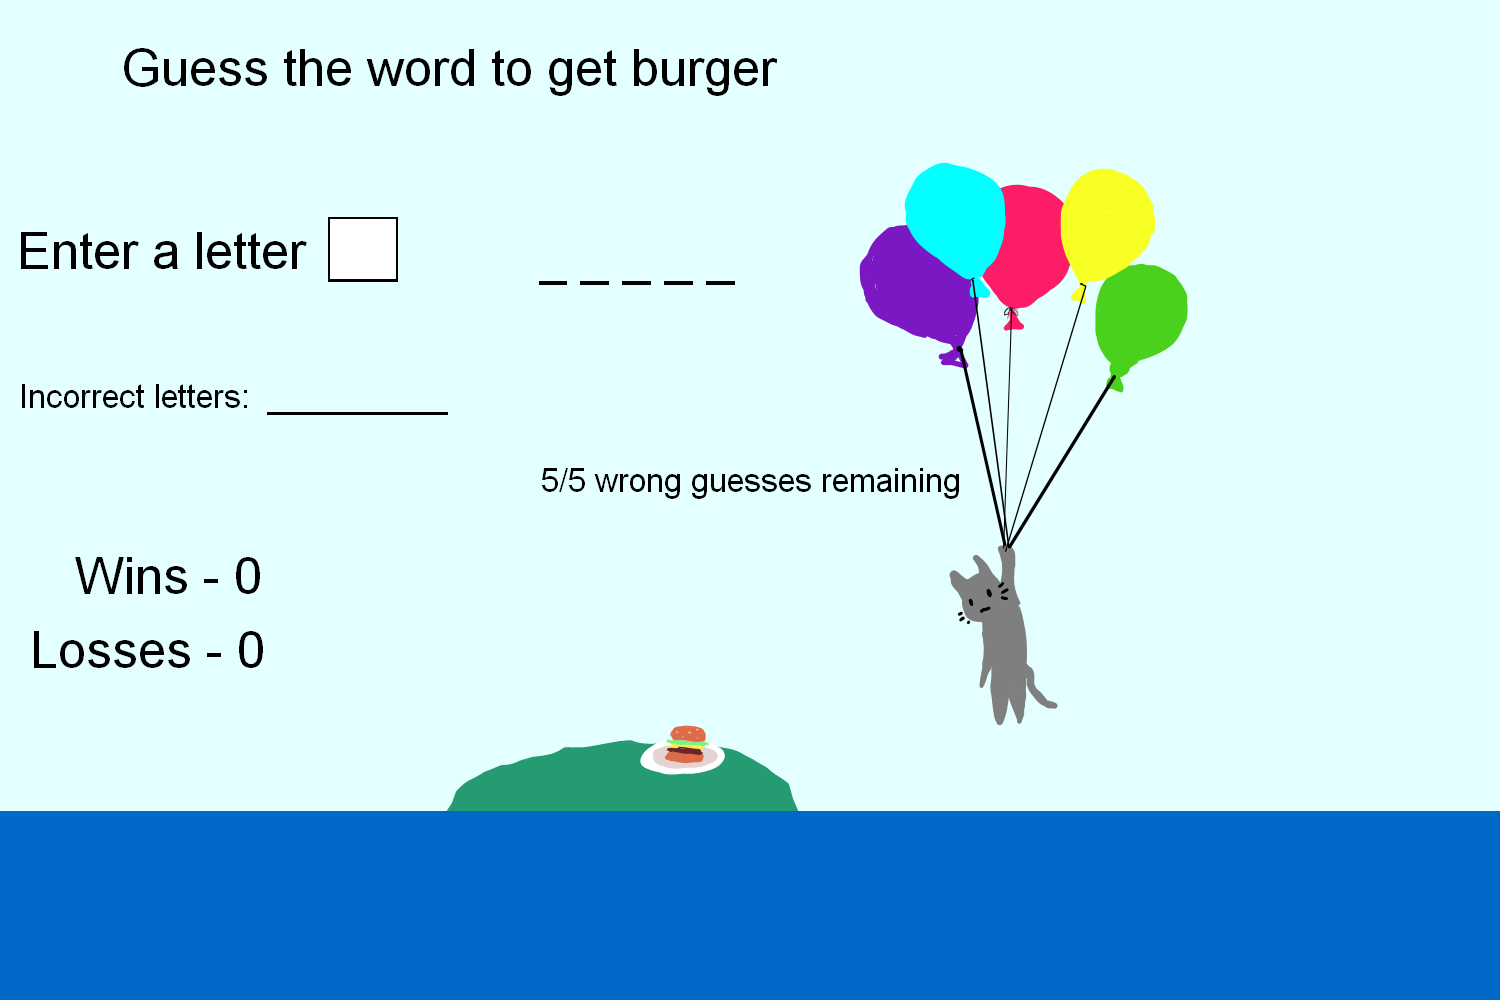 Guess the word to get burger
Enter a letter
_ _ _ _ _
Incorrect letters: _________
5/5 wrong guesses remaining
Wins - 0
Losses - 0